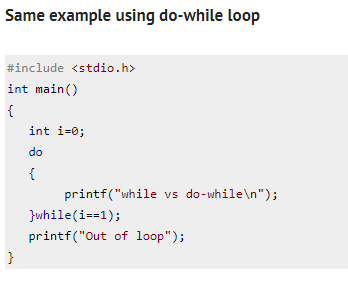 Same example using do-while loop
#include <stdio.h>
int main()
{
   int i=0;
   do
   {
        printf("while vs do-while\n");
   }while(i==1);
   printf("Out of loop");
}